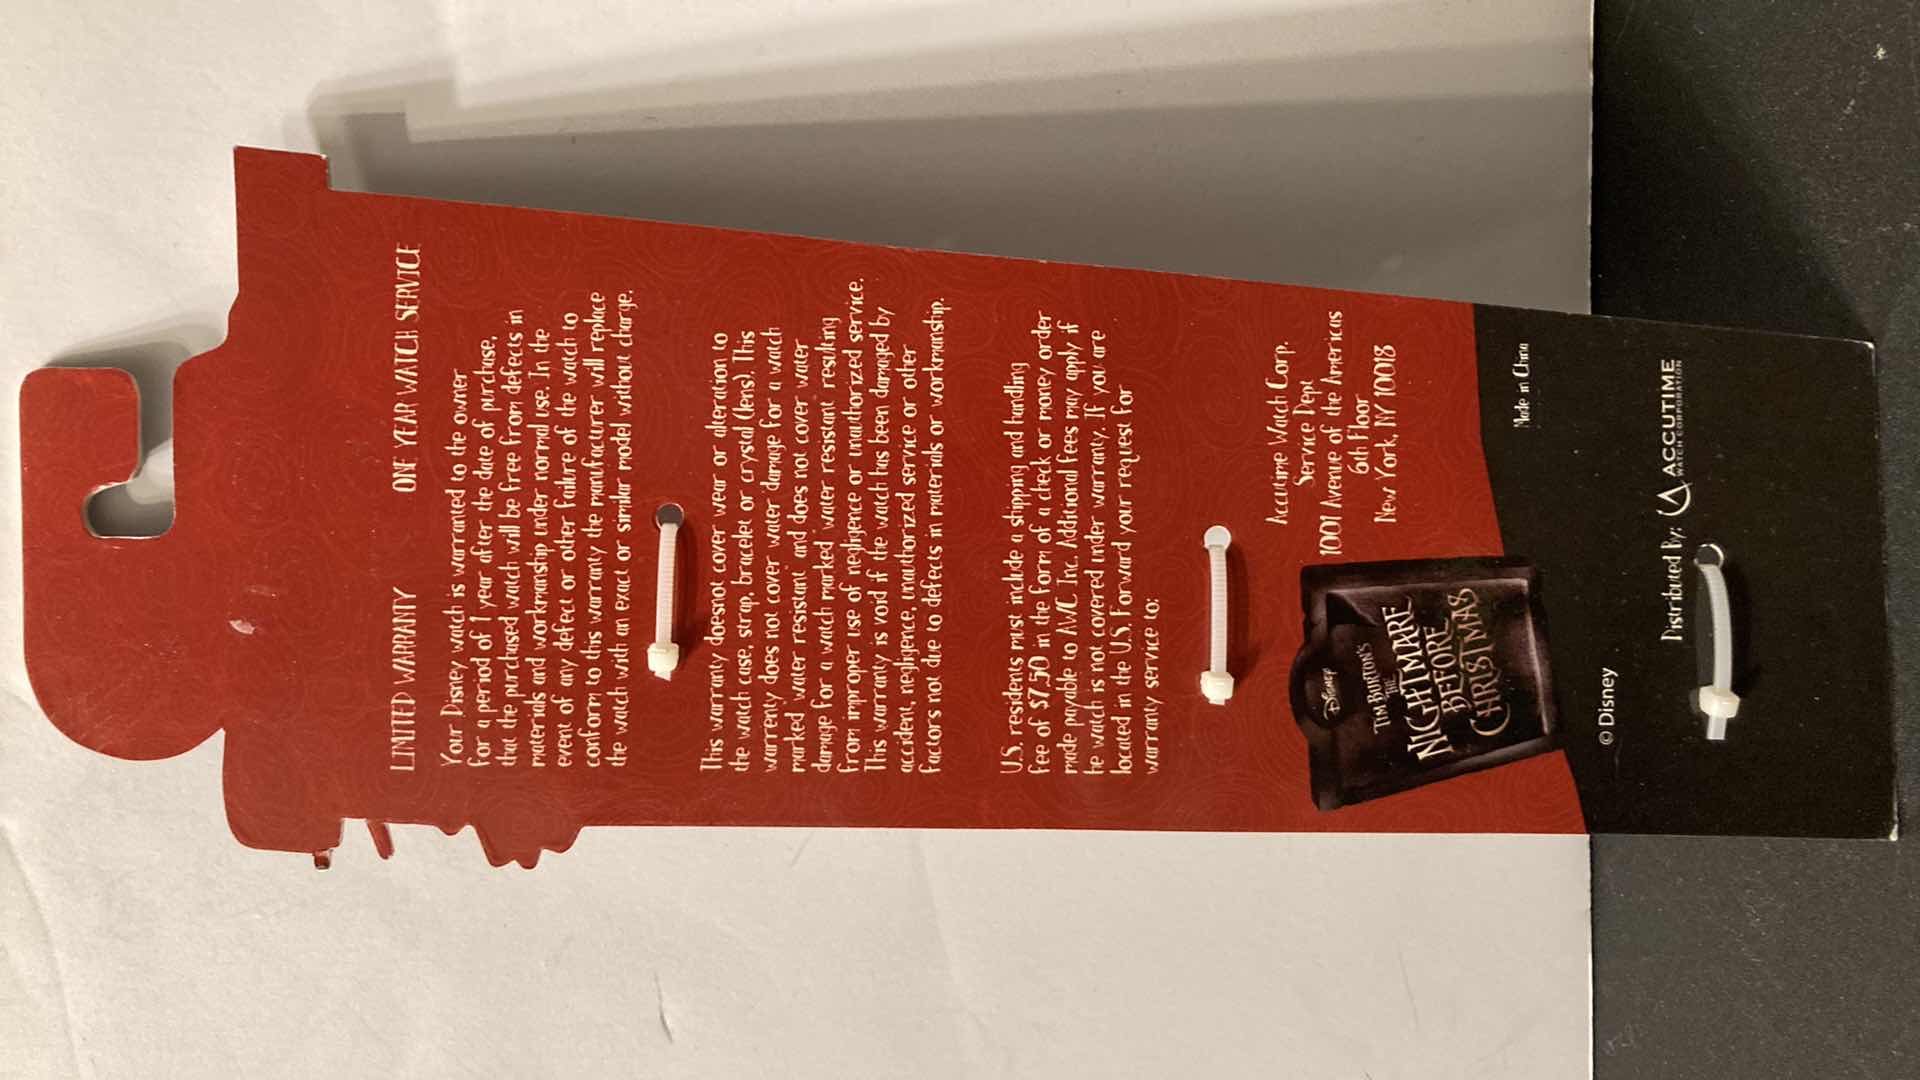 LIMITED WARRANTY ONE YEAR WATCH SERVICE
Your Disney watch is warranted to the owner
for a period of 1 year after the date of purchase,
that the purchased watch will be free from defects in
materials and workmanship under normal use. In the
event of any defect or other failure of the watch to
conform to this warranty the manufacturer will replace
the watch with an exact or similar model without charge.
This warranty doesnot cover wear or alteration to
the watch case, strap, bracelet or crystal (lens). This
warrenty does not cover water damage for a watch
marked water resistant and does not cover water
damage for a watch marked water resistant resulting
from improper use of negligence or unauthorized service.
This warranty is void if the watch has been damaged by
accident, negligence, unauthorized service or other
factors not due to defects in materials or workmanship.
U.S. residents must include a shipping and handling
fee of $7.50 in the form of a check or money order
made payable to AWC, Inc. Additional fees may apply if
he watch is not covered under warranty. If you are
located in the U.S. Forward your request for
warranty service to:
Accutime Watch Corp.
Service Dept
1001 Avenue of the Americas
6th Floor
New York, NY 10018
Disney
TIM BURTON'S
THE
NIGHTMARE
BEFORE
CHRISTMAS
Made in China
© Disney
Distributed By: ACCUTIME
WATCH CORPORATION